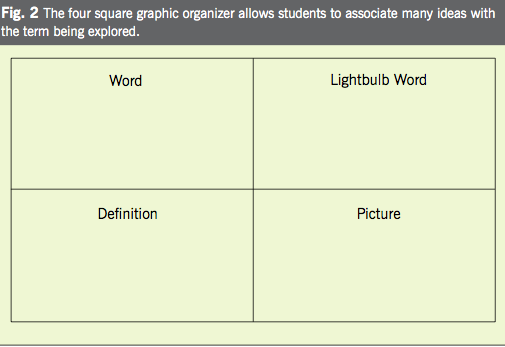 Fig. 2 The four square graphic organizer allows students to associate many ideas with
the term being explored.
Word
Lightbulb Word
Definition
Picture